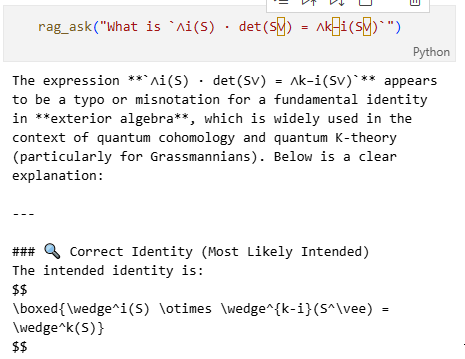 rag_ask("What is `∧i(S) · det(S∨) = ∧k−i(S∨)`")
Python
The expression **`∧i(S) · det(S∨) = ∧k−i(S∨)`** appears
to be a typo or misnotation for a fundamental identity
in **exterior algebra**, which is widely used in the
context of quantum cohomology and quantum K-theory
(particularly for Grassmannians). Below is a clear
explanation:
---
### 🔍 Correct Identity (Most Likely Intended)
The intended identity is:
$$
\boxed{\wedge^i(S) \otimes \wedge^{k-i}(S^\vee) =
\wedge^k(S)}
$$